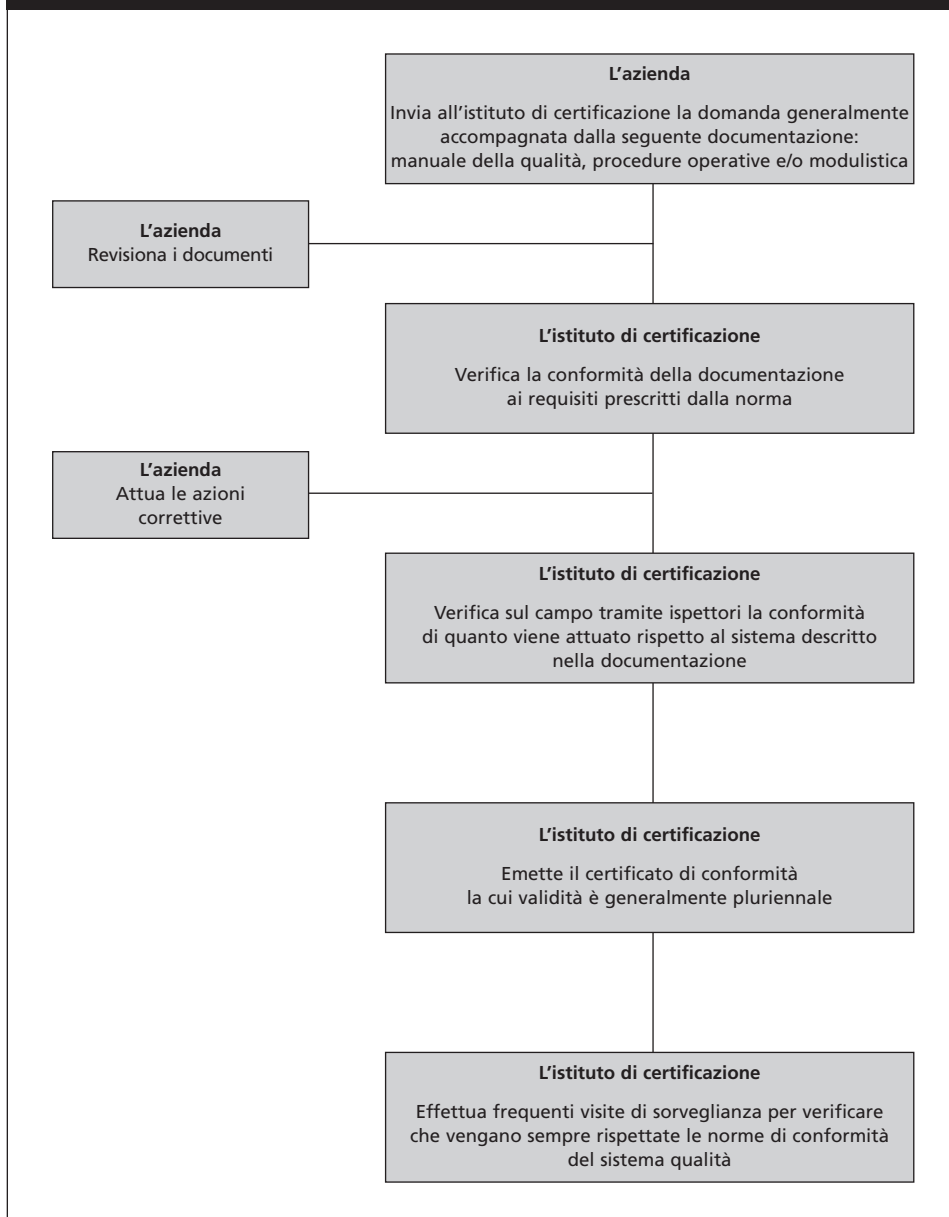 L'azienda
Invia all'istituto di certificazione la domanda generalmente
accompagnata dalla seguente documentazione:
manuale della qualità, procedure operative e/o modulistica
L'azienda
Revisiona i documenti
L'istituto di certificazione
Verifica la conformità della documentazione
ai requisiti prescritti dalla norma
L'azienda
Attua le azioni
correttive
L'istituto di certificazione
Verifica sul campo tramite ispettori la conformità
di quanto viene attuato rispetto al sistema descritto
nella documentazione
L'istituto di certificazione
Emette il certificato di conformità
la cui validità è generalmente pluriennale
L'istituto di certificazione
Effettua frequenti visite di sorveglianza per verificare
che vengano sempre rispettate le norme di conformità
del sistema qualità